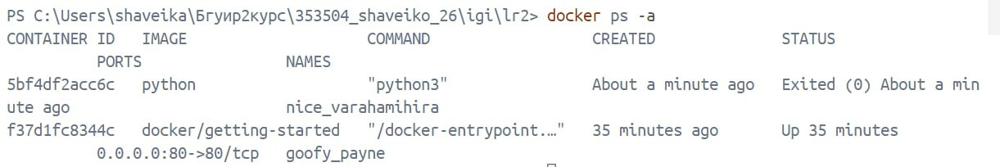 PS C:\Users\shaveika\Бгуир2курс\353504_shaveiko_26\igi\lr2> docker ps -a
CONTAINER ID   IMAGE                    COMMAND                  CREATED              STATUS
          PORTS                NAMES
5bf4df2acc6c   python                   "python3"                About a minute ago   Exited (0) About a min
ute ago                        nice_varahamihira
f37d1fc8344c   docker/getting-started   "/docker-entrypoint.…"   35 minutes ago       Up 35 minutes
          0.0.0.0:80->80/tcp   goofy_payne